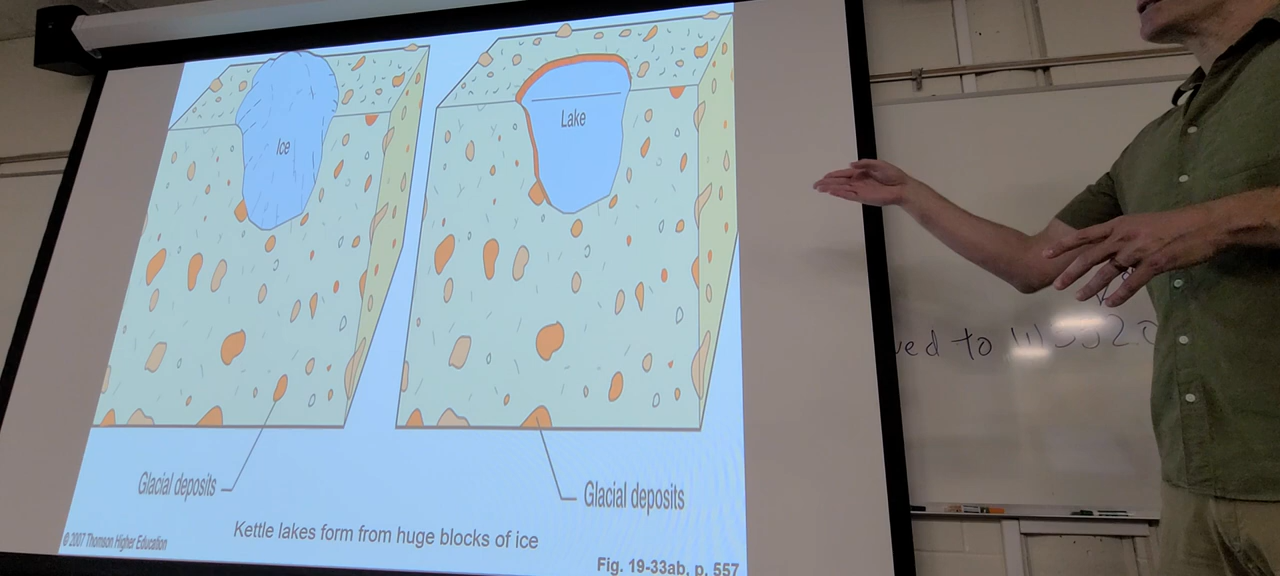 Ice
Lake
Glacial deposits
Glacial deposits
Kettle lakes form from huge blocks of ice
© 2007 Thomson Higher Education
Fig. 19-33ab, p. 557
to